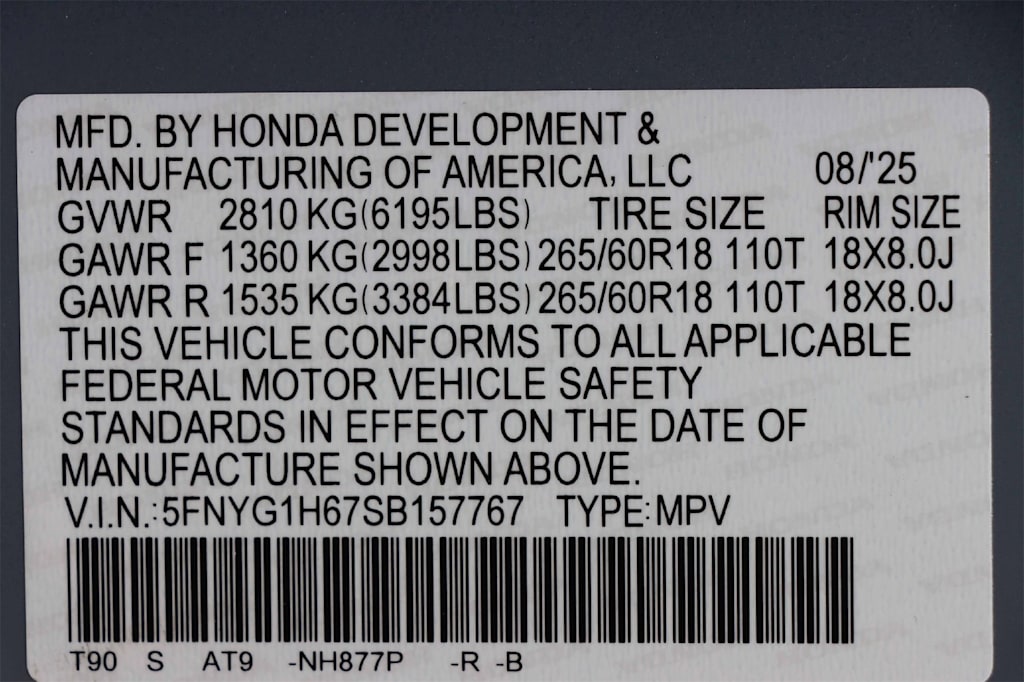 MFD. BY HONDA DEVELOPMENT &
MANUFACTURING OF AMERICA, LLC 08/'25
GVWR 2810 KG(6195LBS) TIRE SIZE RIM SIZE
GAWR F 1360 KG(2998LBS) 265/60R18 110T 18X8.0J
GAWR R 1535 KG(3384LBS) 265/60R18 110T 18X8.0J
THIS VEHICLE CONFORMS TO ALL APPLICABLE
FEDERAL MOTOR VEHICLE SAFETY
STANDARDS IN EFFECT ON THE DATE OF
MANUFACTURE SHOWN ABOVE.
V.I.N.:5FNYG1H67SB157767 TYPE:MPV
T90 S AT9 -NH877P -R -B